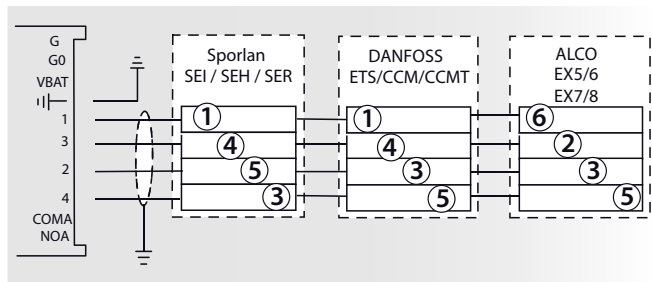 G
G0
VBAT
1
3
2
4
COMA
NOA
Sporlan
SEI / SEH / SER
1
4
5
3
DANFOSS
ETS/CCM/CCMT
1
4
3
5
ALCO
EX5/6
EX7/8
6
2
3
5